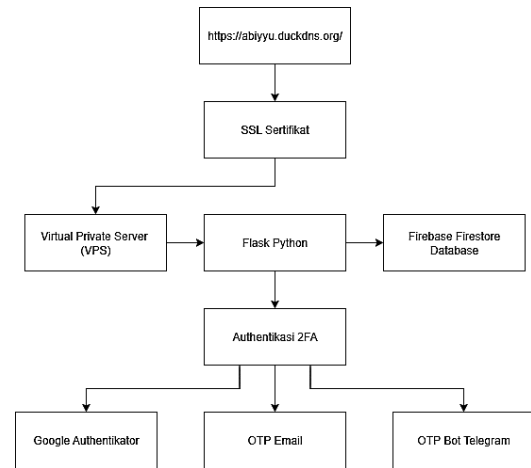 https://abiyyu.duckdns.org/
SSL Sertifikat
Virtual Private Server
(VPS)
Flask Python
Firebase Firestore
Database
Authentikasi 2FA
Google Authentikator
OTP Email
OTP Bot Telegram